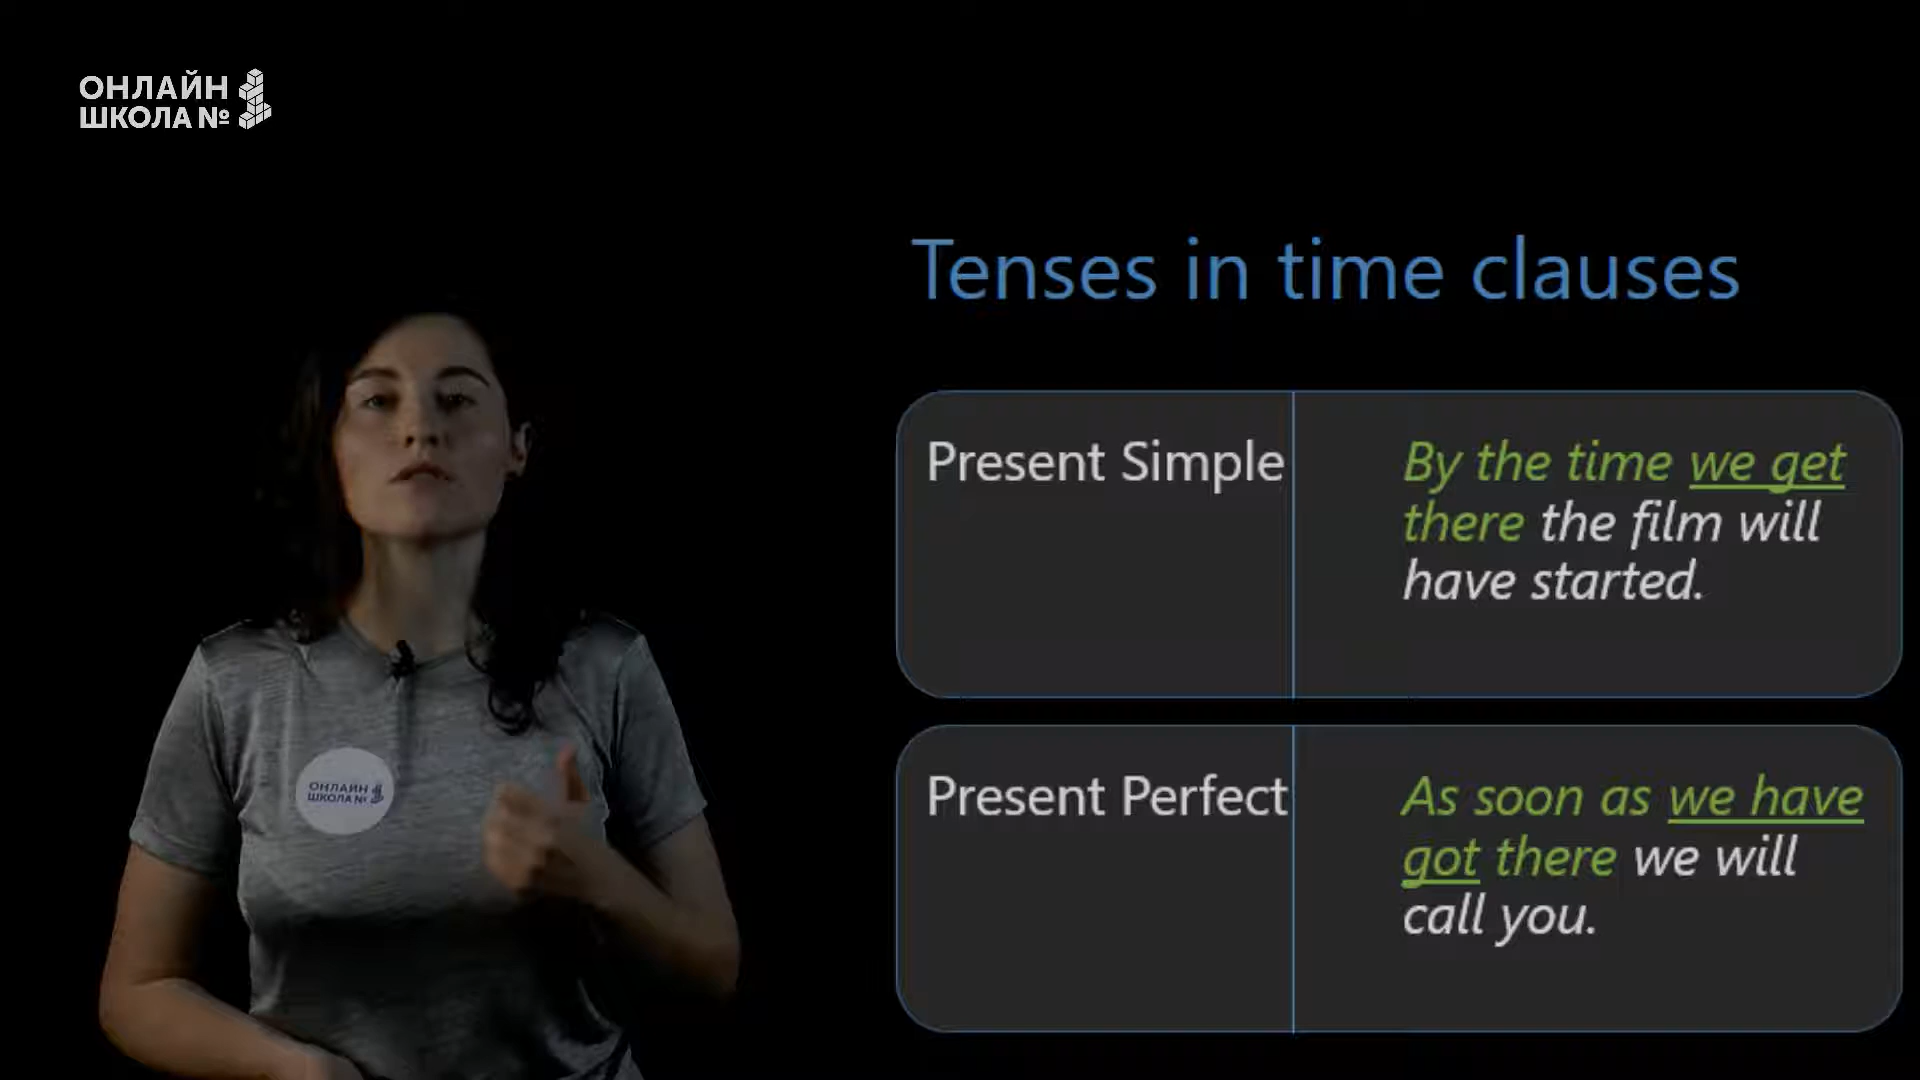 ОНЛАЙН
ШКОЛА №
Tenses in time clauses
Present Simple
By the time we get
there the film will
have started.
Present Perfect
As soon as we have
got there we will
call you.
ОНЛАЙН
ШКОЛА №